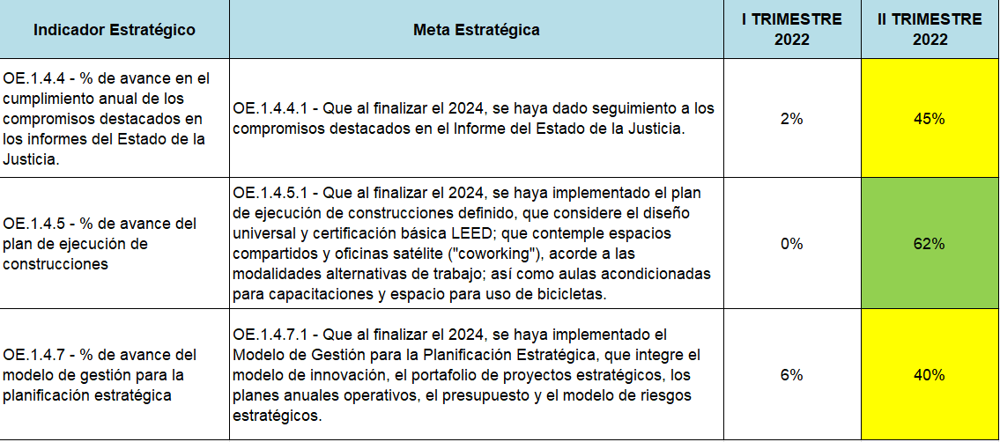 Indicador Estratégico
Meta Estratégica
I TRIMESTRE
2022
II TRIMESTRE
2022
OE.1.4.4 - % de avance en el
cumplimiento anual de los
compromisos destacados en
los informes del Estado de la
Justicia.
OE.1.4.4.1 - Que al finalizar el 2024, se haya dado seguimiento a los
compromisos destacados en el Informe del Estado de la Justicia.
2%
45%
OE.1.4.5 - % de avance del
plan de ejecución de
construcciones
OE.1.4.5.1 - Que al finalizar el 2024, se haya implementado el plan
de ejecución de construcciones definido, que considere el diseño
universal y certificación básica LEED; que contemple espacios
compartidos y oficinas satélite ("coworking"), acorde a las
modalidades alternativas de trabajo; así como aulas acondicionadas
para capacitaciones y espacio para uso de bicicletas.
0%
62%
OE.1.4.7 - % de avance del
modelo de gestión para la
planificación estratégica
OE.1.4.7.1 - Que al finalizar el 2024, se haya implementado el
Modelo de Gestión para la Planificación Estratégica, que integre el
modelo de innovación, el portafolio de proyectos estratégicos, los
planes anuales operativos, el presupuesto y el modelo de riesgos
estratégicos.
6%
40%